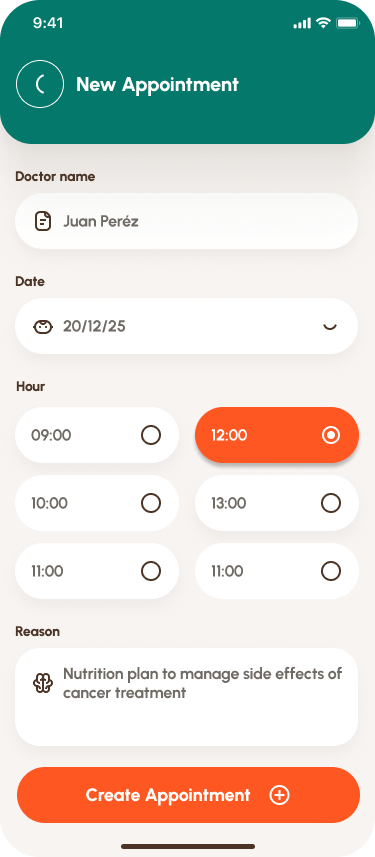 9:41
New Appointment
Doctor name
Juan Peréz
Date
20/12/25
Hour
09:00
12:00
10:00
13:00
11:00
11:00
Reason
Nutrition plan to manage side effects of
cancer treatment
Create Appointment